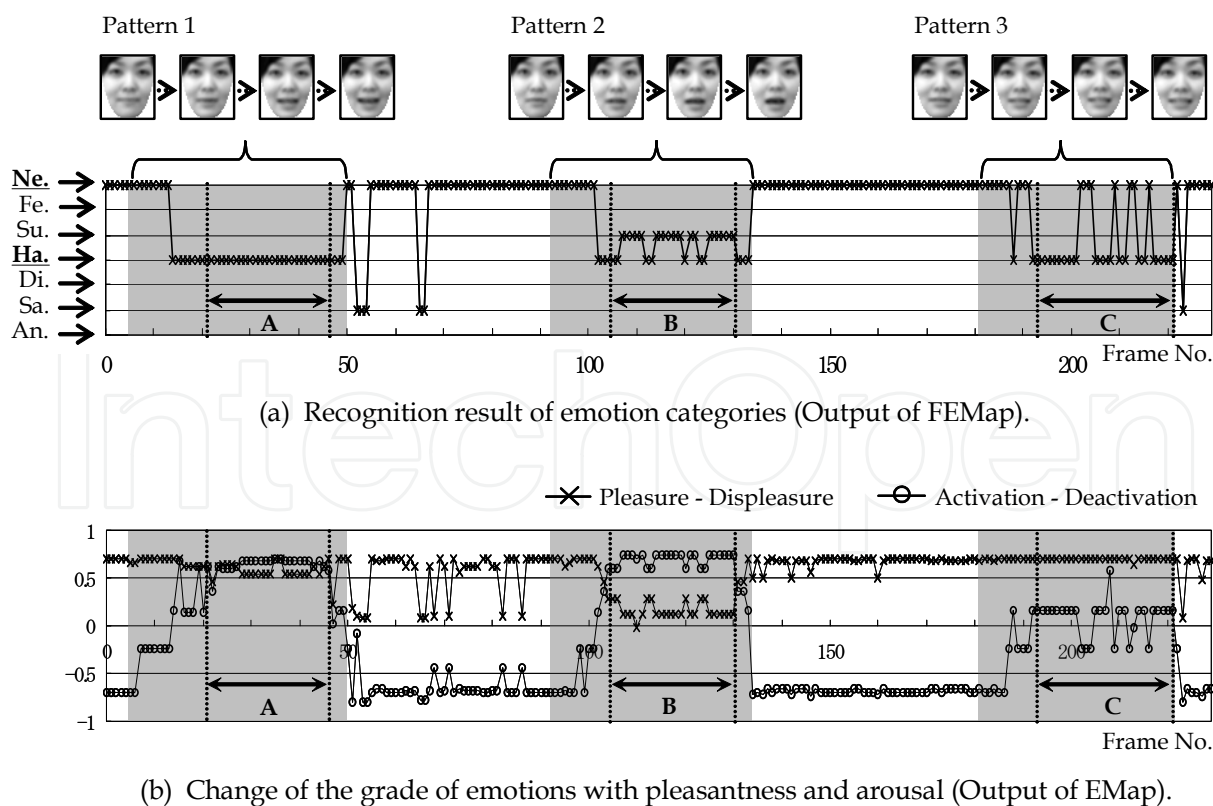 Pattern 1 Pattern 2 Pattern 3
Ne.
Fe.
Su.
Ha.
Di.
Sa.
An.
A B C
0 50 100 150 200 Frame No.
(a) Recognition result of emotion categories (Output of FEMap).
IntechOpen
Pleasure - Displeasure Activation - Deactivation
1
0.5
0
0 50 100 150 200
−0.5
A B C
−1
Frame No.
(b) Change of the grade of emotions with pleasantness and arousal (Output of EMap).